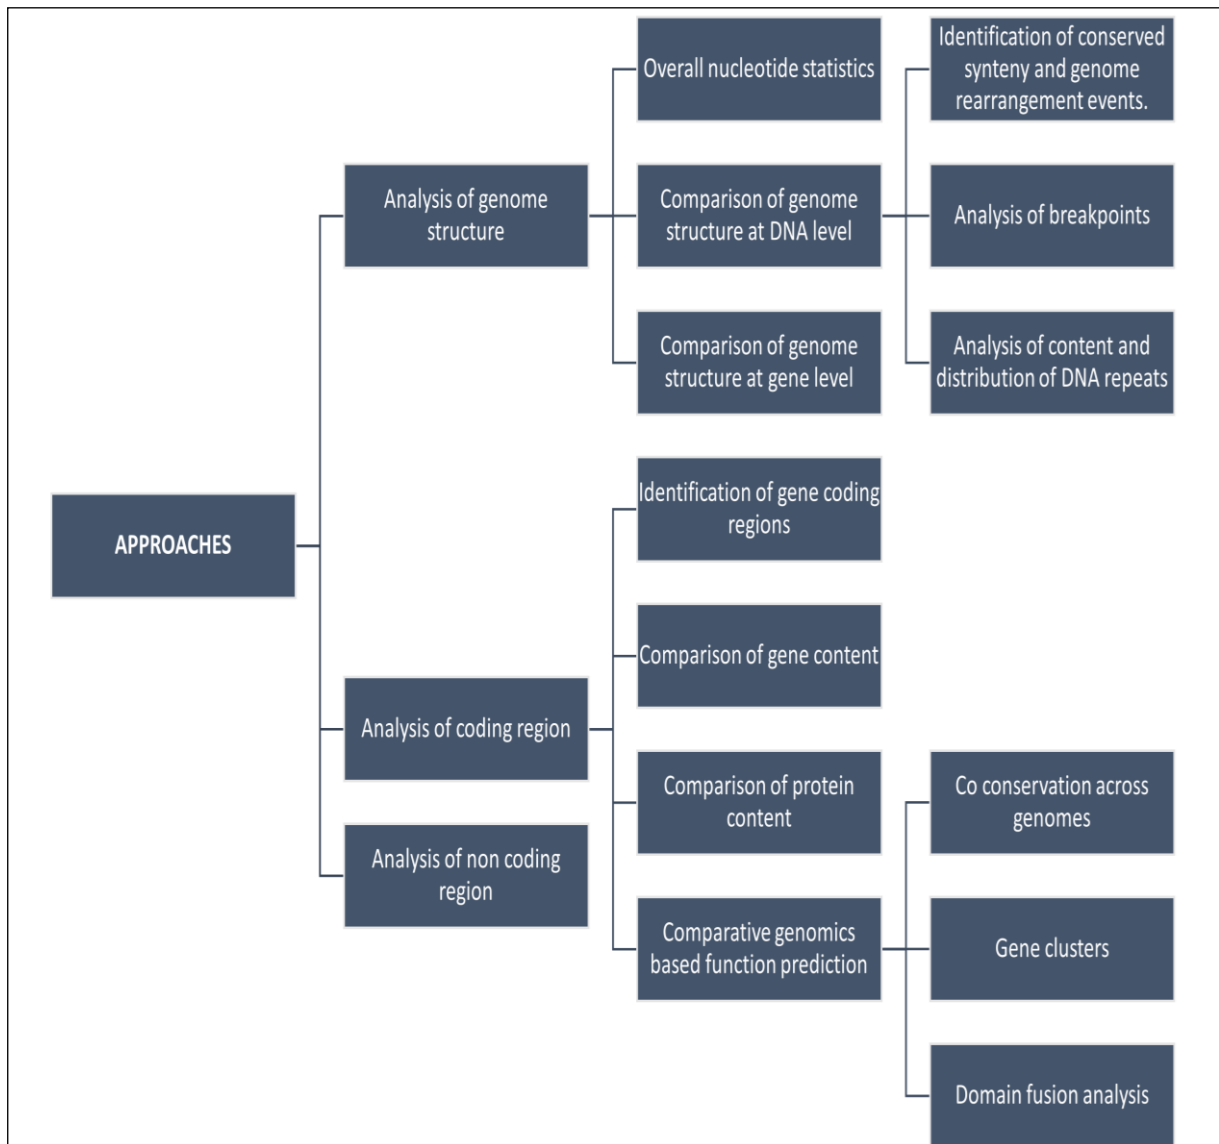 Overall nucleotide statistics
Identification of conserved
synteny and genome
rearrangement events.
Analysis of genome
structure
Comparison of genome
structure at DNA level
Analysis of breakpoints
Comparison of genome
structure at gene level
Analysis of content and
distribution of DNA repeats
APPROACHES
Identification of gene coding
regions
Comparison of gene content
Analysis of coding region
Comparison of protein
content
Co conservation across
genomes
Analysis of non coding
region
Comparative genomics
based function prediction
Gene clusters
Domain fusion analysis